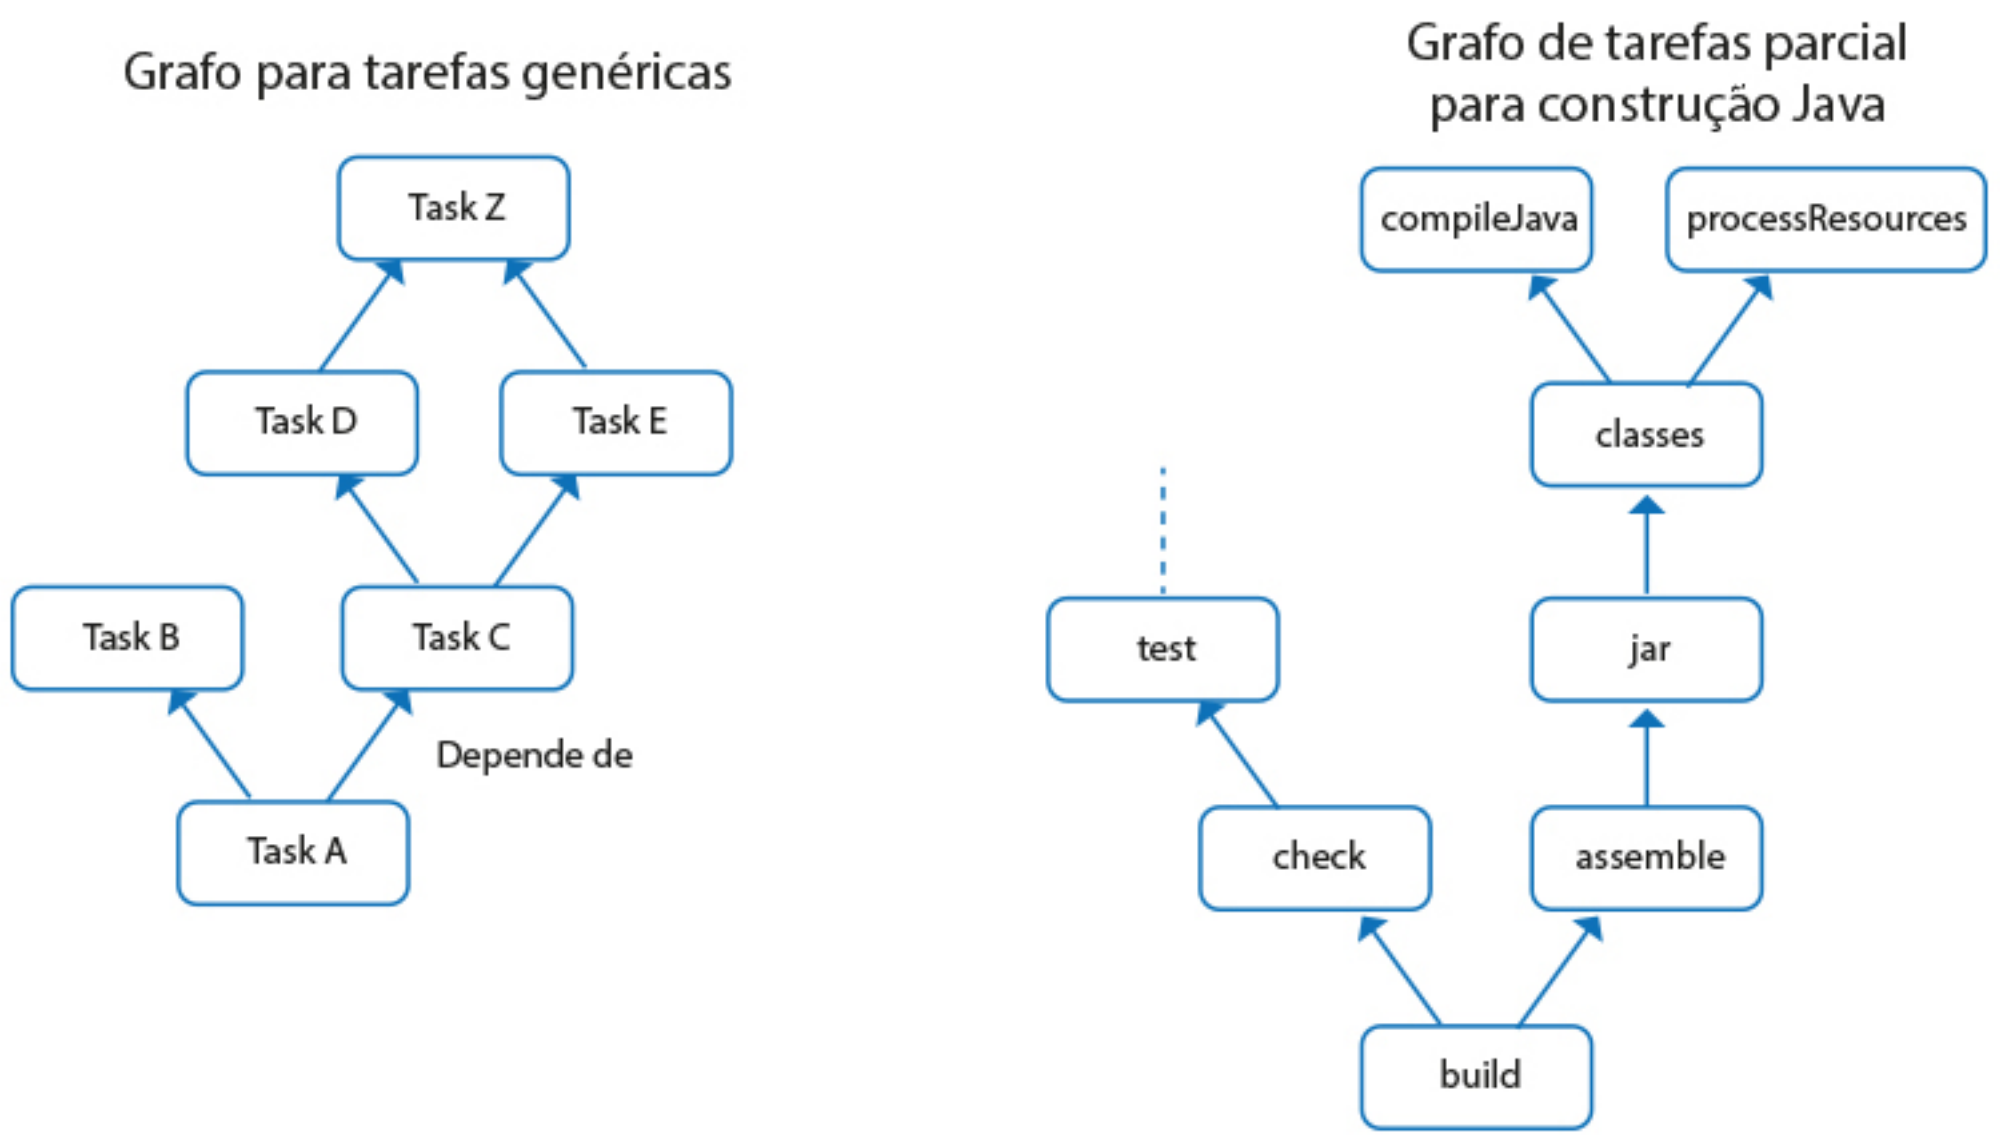 Grafo para tarefas genéricas
Task Z
Task D
Task E
Task B
Task C
Depende de
Task A
Grafo de tarefas parcial
para construção Java
compileJava
processResources
classes
test
jar
check
assemble
build